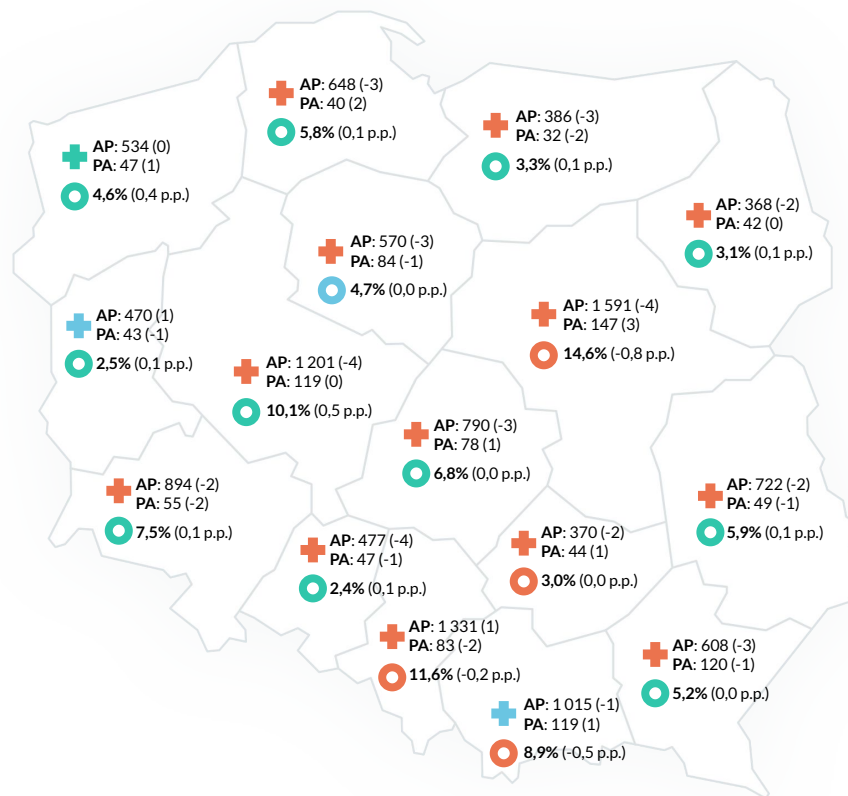 AP: 648 (-3)
PA: 40 (2)
5,8% (0,1 p.p.)
AP: 386 (-3)
PA: 32 (-2)
3,3% (0,1 p.p.)
AP: 534 (0)
PA: 47 (1)
4,6% (0,4 p.p.)
AP: 368 (-2)
PA: 42 (0)
3,1% (0,1 p.p.)
AP: 570 (-3)
PA: 84 (-1)
4,7% (0,0 p.p.)
AP: 1 591 (-4)
PA: 147 (3)
14,6% (-0,8 p.p.)
AP: 470 (1)
PA: 43 (-1)
2,5% (0,1 p.p.)
AP: 1 201 (-4)
PA: 119 (0)
10,1% (0,5 p.p.)
AP: 790 (-3)
PA: 78 (1)
6,8% (0,0 p.p.)
AP: 894 (-2)
PA: 55 (-2)
7,5% (0,1 p.p.)
AP: 722 (-2)
PA: 49 (-1)
5,9% (0,1 p.p.)
AP: 477 (-4)
PA: 47 (-1)
2,4% (0,1 p.p.)
AP: 370 (-2)
PA: 44 (1)
3,0% (0,0 p.p.)
AP: 1 331 (1)
PA: 83 (-2)
11,6% (-0,2 p.p.)
AP: 608 (-3)
PA: 120 (-1)
5,2% (0,0 p.p.)
AP: 1 015 (-1)
PA: 119 (1)
8,9% (-0,5 p.p.)